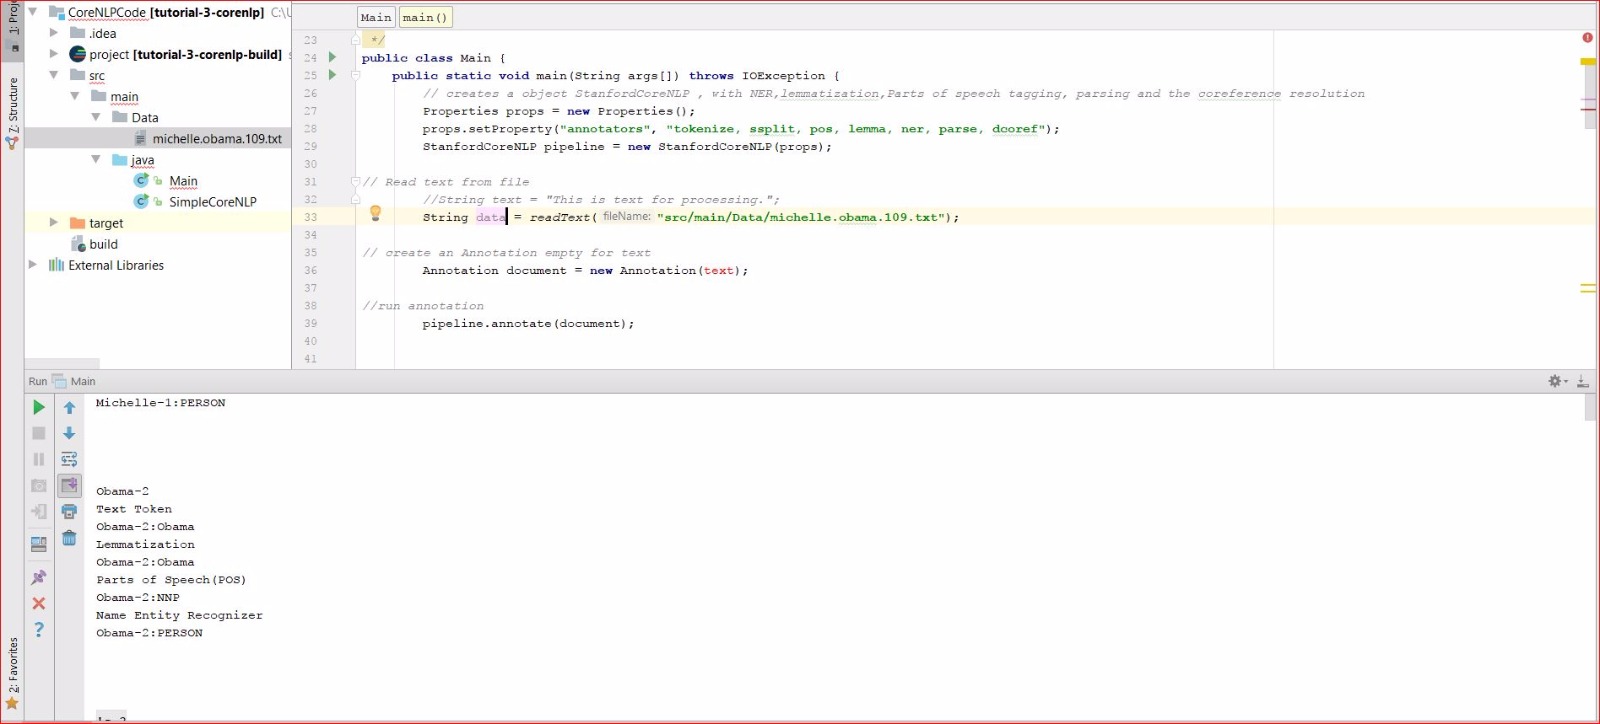 1: Proj
Z: Structure
2: Favorites
CoreNLPCode [tutorial-3-corenlp] C:\U
.idea
project [tutorial-3-corenlp-build]
src
main
Data
michelle.obama.109.txt
java
Main
SimpleCoreNLP
target
build
External Libraries
Main main()
23 */
24 public class Main {
25 public static void main(String args[]) throws IOException {
26 // creates a object StanfordCoreNLP , with NER,lemmatization,Parts of speech tagging, parsing and the coreference resolution
27 Properties props = new Properties();
28 props.setProperty("annotators", "tokenize, ssplit, pos, lemma, ner, parse, dcoref");
29 StanfordCoreNLP pipeline = new StanfordCoreNLP(props);
30
31 // Read text from file
32 //String text = "This is text for processing.";
33 String data = readText( fileName: "src/main/Data/michelle.obama.109.txt");
34
35 // create an Annotation empty for text
36 Annotation document = new Annotation(text);
37
38 //run annotation
39 pipeline.annotate(document);
40
41
Run Main
Michelle-1:PERSON
Obama-2
Text Token
Obama-2:Obama
Lemmatization
Obama-2:Obama
Parts of Speech(POS)
Obama-2:NNP
Name Entity Recognizer
Obama-2:PERSON